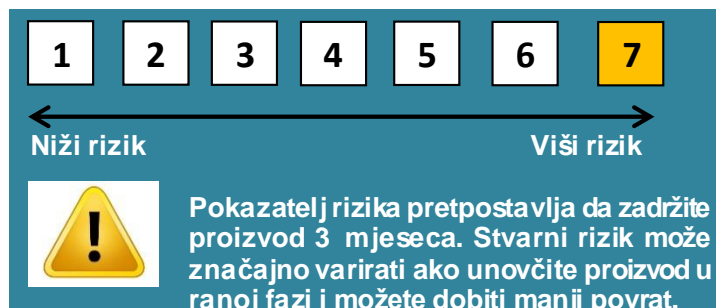 1 2 3 4 5 6 7
Niži rizik Viši rizik
Pokazatelj rizika pretpostavlja da zadržite
proizvod 3 mjeseca. Stvarni rizik može
značajno varirati ako unovčite proizvod u
ranoj fazi i možete dobiti manji povrat.